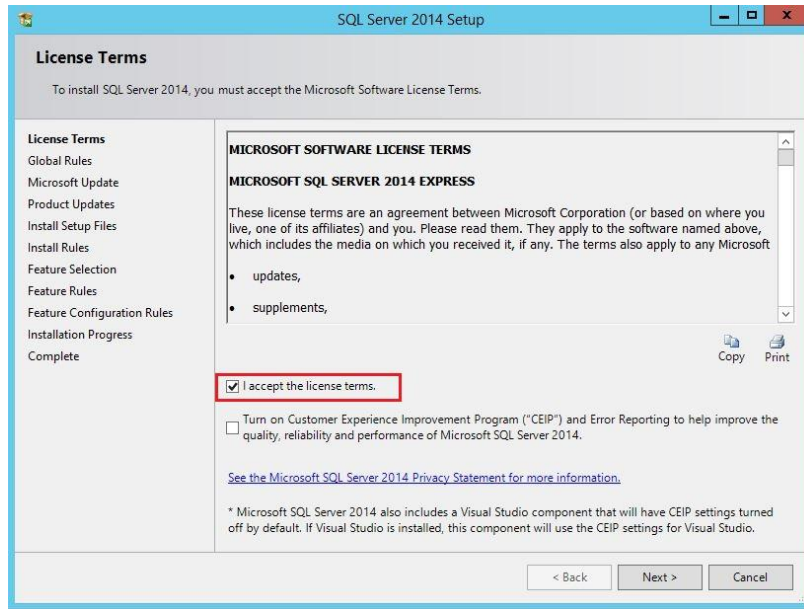 SQL Server 2014 Setup
License Terms
To install SQL Server 2014, you must accept the Microsoft Software License Terms.
License Terms
Global Rules
Microsoft Update
Product Updates
Install Setup Files
Install Rules
Feature Selection
Feature Rules
Feature Configuration Rules
Installation Progress
Complete
MICROSOFT SOFTWARE LICENSE TERMS
MICROSOFT SQL SERVER 2014 EXPRESS
These license terms are an agreement between Microsoft Corporation (or based on where you
live, one of its affiliates) and you. Please read them. They apply to the software named above,
which includes the media on which you received it, if any. The terms also apply to any Microsoft
• updates,
• supplements,
Copy Print
I accept the license terms.
Turn on Customer Experience Improvement Program ("CEIP") and Error Reporting to help improve the
quality, reliability and performance of Microsoft SQL Server 2014.
See the Microsoft SQL Server 2014 Privacy Statement for more information.
* Microsoft SQL Server 2014 also includes a Visual Studio component that will have CEIP settings turned
off by default. If Visual Studio is installed, this component will use the CEIP settings for Visual Studio.
< Back Next > Cancel